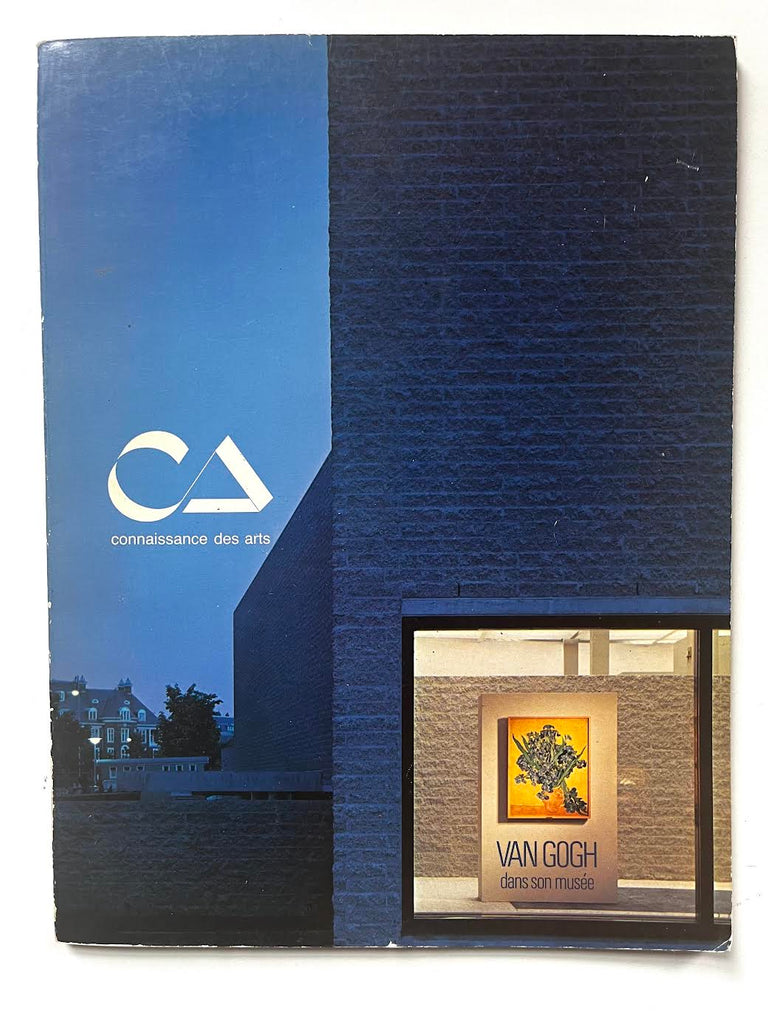 CA
connaissance des arts
VAN GOGH
dans son musée